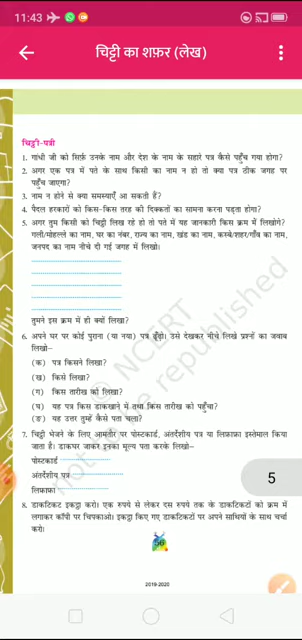 11:43
चिट्टी का शफ़र (लेख)
चिट्ठी-पत्री
1. गांधी जी को सिर्फ़ उनके नाम और देश के नाम के सहारे पत्र कैसे पहुँच गया होगा?
2. अगर एक पत्र में पते के साथ किसी का नाम न हो तो क्या पत्र ठीक जगह पर
पहुँच जाएगा?
3. नाम न होने से क्या समस्याएँ आ सकती हैं?
4. पैदल हरकारों को किस-किस तरह की दिक्कतों का सामना करना पड़ता होगा?
5. अगर तुम किसी को चिट्ठी लिख रहे हो तो पते में यह जानकारी किस क्रम में लिखोगे?
गली/मोहल्ले का नाम, घर का नंबर, राज्य का नाम, खंड का नाम, कस्बे/शहर/गाँव का नाम,
जनपद का नाम नीचे दी गई जगह में लिखो।
तुमने इस क्रम में ही क्यों लिखा?
6. अपने घर पर कोई पुराना (या नया) पत्र ढूँढ़ो। उसे देखकर नीचे लिखे प्रश्नों का जवाब
लिखो–
(क) पत्र किसने लिखा?
(ख) किसे लिखा?
(ग) किस तारीख को लिखा?
(घ) यह पत्र किस डाकखाने में तथा किस तारीख को पहुँचा?
(ङ) यह उत्तर तुम्हें कैसे पता चला?
7. चिट्ठी भेजने के लिए आमतौर पर पोस्टकार्ड, अंतर्देशीय पत्र या लिफ़ाफ़ा इस्तेमाल किया
जाता है। डाकघर जाकर इनका मूल्य पता करके लिखो–
पोस्टकार्ड
अंतर्देशीय पत्र
लिफ़ाफ़ा
5
8. डाकटिकट इकट्ठा करो। एक रुपये से लेकर दस रुपये तक के डाकटिकटों को क्रम में
लगाकर कॉपी पर चिपकाओ। इकट्ठा किए गए डाकटिकटों पर अपने साथियों के साथ चर्चा
करो।
56
2019-2020
© NCERT
not to be republished